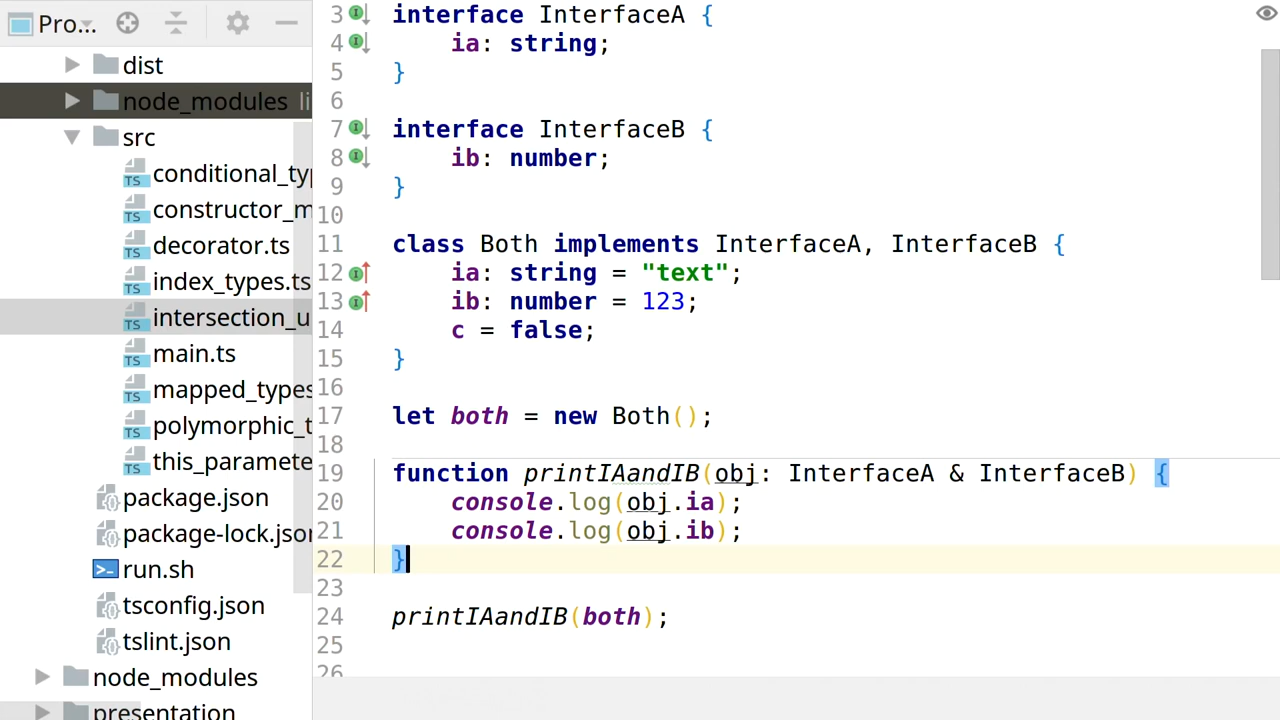 Pro...
dist
node_modules li
src
conditional_typ
constructor_m
decorator.ts
index_types.ts
intersection_u
main.ts
mapped_types
polymorphic_t
this_paramete
package.json
package-lock.json
run.sh
tsconfig.json
tslint.json
node_modules
presentation
3 interface InterfaceA {
4 ia: string;
5 }
6
7 interface InterfaceB {
8 ib: number;
9 }
10
11 class Both implements InterfaceA, InterfaceB {
12 ia: string = "text";
13 ib: number = 123;
14 c = false;
15 }
16
17 let both = new Both();
18
19 function printIAandIB(obj: InterfaceA & InterfaceB) {
20 console.log(obj.ia);
21 console.log(obj.ib);
22 }
23
24 printIAandIB(both);
25
26